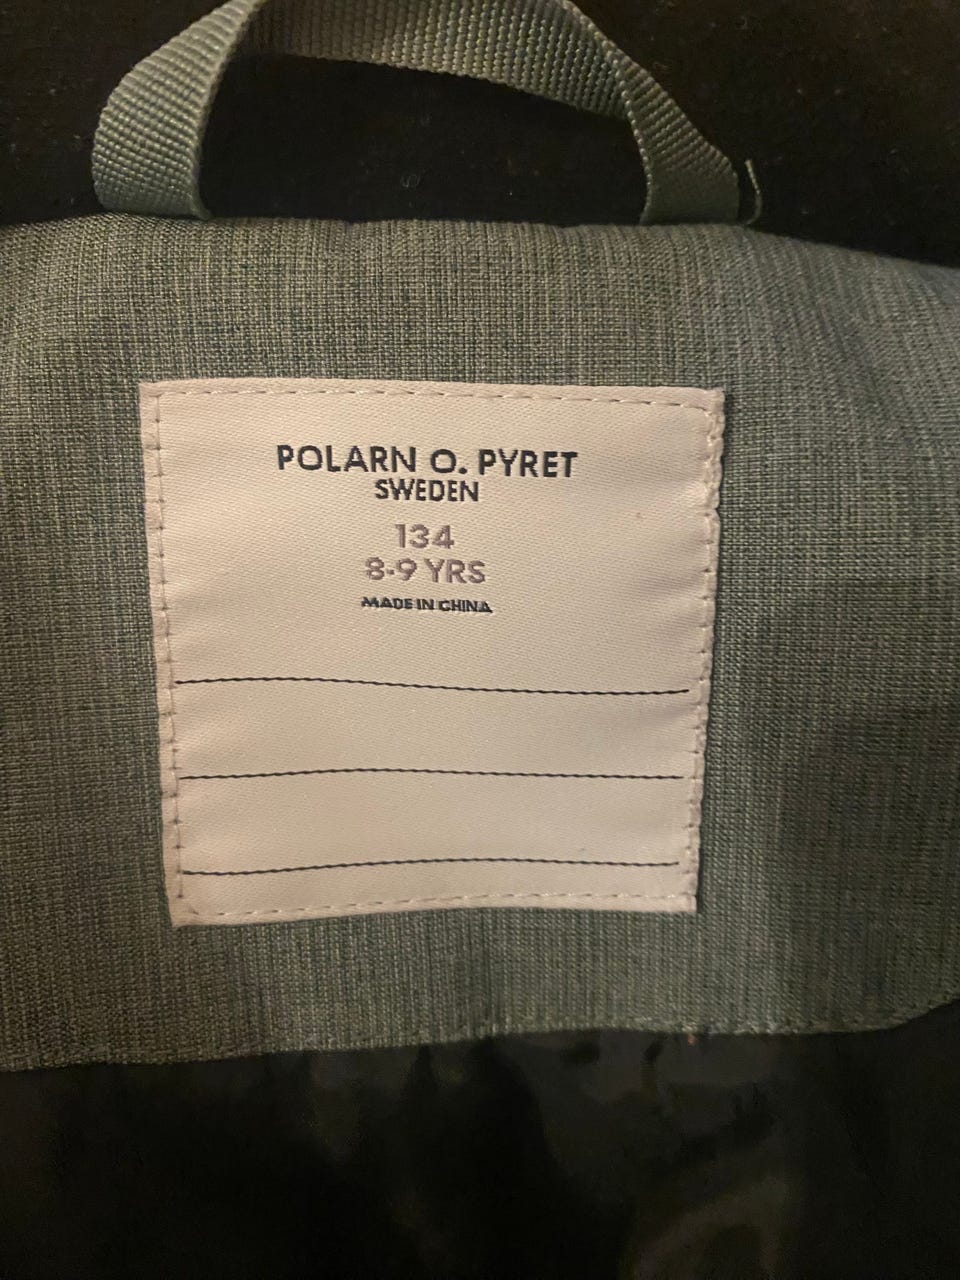 POLARN O. PYRET
SWEDEN
134
8-9 YRS
MADE IN CHINA